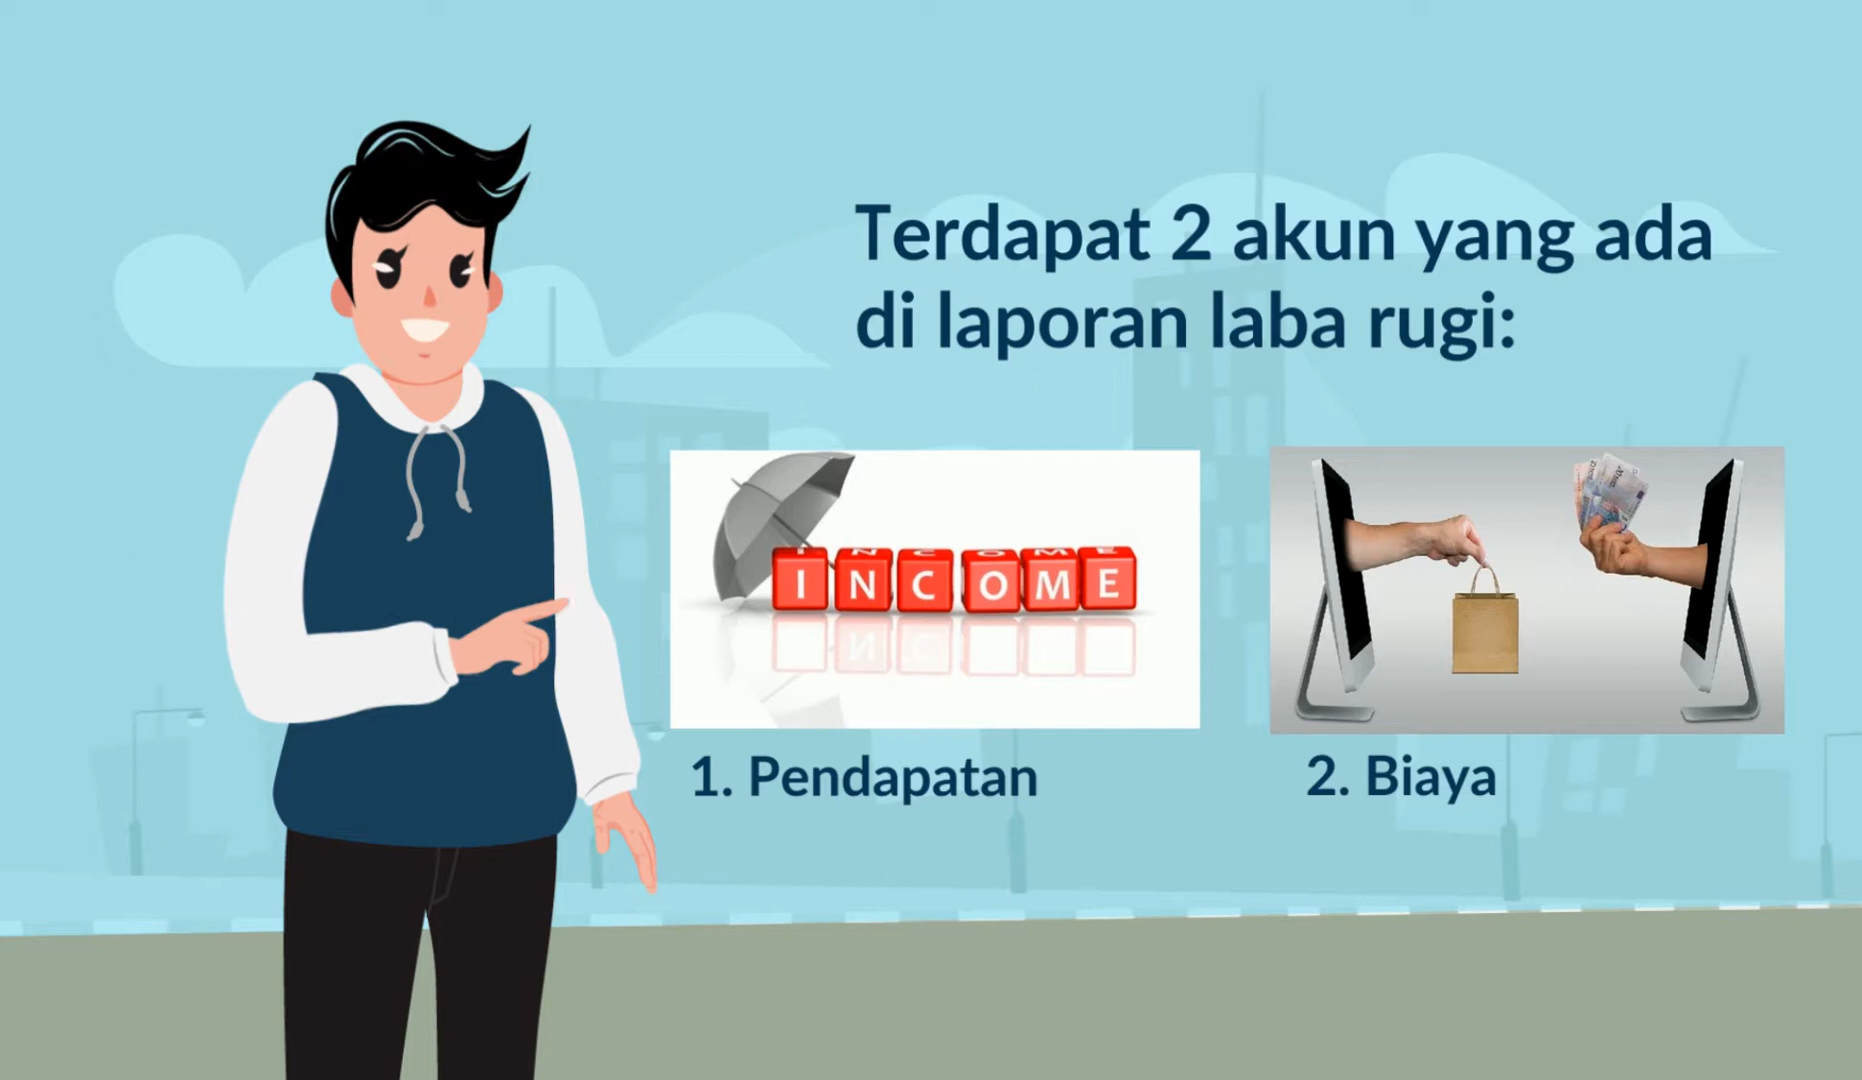 Terdapat 2 akun yang ada
di laporan laba rugi:
INCOME
1. Pendapatan
2. Biaya